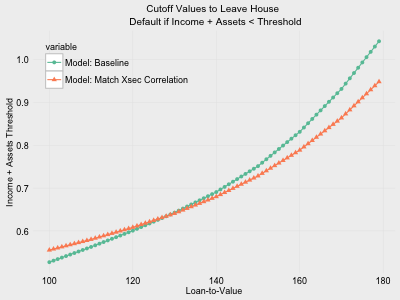 Cutoff Values to Leave House
Default if Income + Assets < Threshold
variable
Model: Baseline
Model: Match Xsec Correlation
Income + Assets Threshold
1.0
0.9
0.8
0.7
0.6
100 120 140 160 180
Loan-to-Value